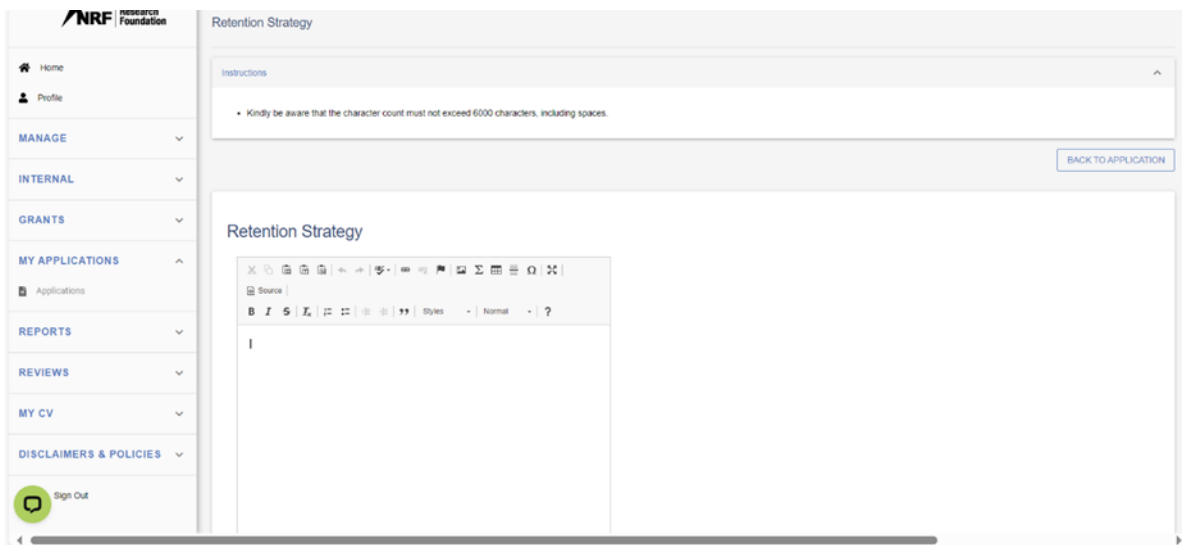 NRF Research
Foundation
Home
Profile
MANAGE
INTERNAL
GRANTS
MY APPLICATIONS
Applications
REPORTS
REVIEWS
MY CV
DISCLAIMERS & POLICIES
Sign Out
Retention Strategy
Instructions
• Kindly be aware that the character count must not exceed 6000 characters, including spaces.
BACK TO APPLICATION
Retention Strategy
Source
B I S Tx Styles Normal ?